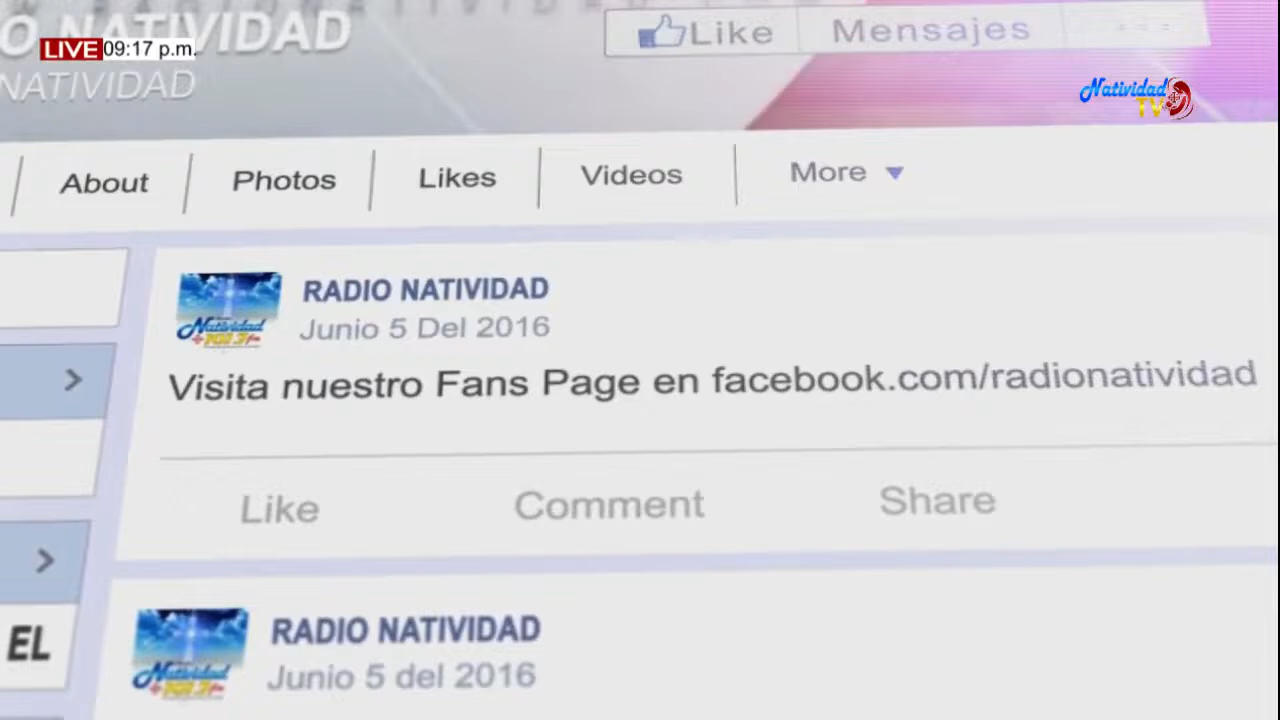 O NATIVIDAD
NATIVIDAD
LIVE 09:17 p.m.
Like
Mensajes
Natividad
TV
About
Photos
Likes
Videos
More
RADIO NATIVIDAD
Junio 5 Del 2016
Natividad
Visita nuestro Fans Page en facebook.com/radionatividad
Like
Comment
Share
EL
RADIO NATIVIDAD
Junio 5 del 2016
Natividad